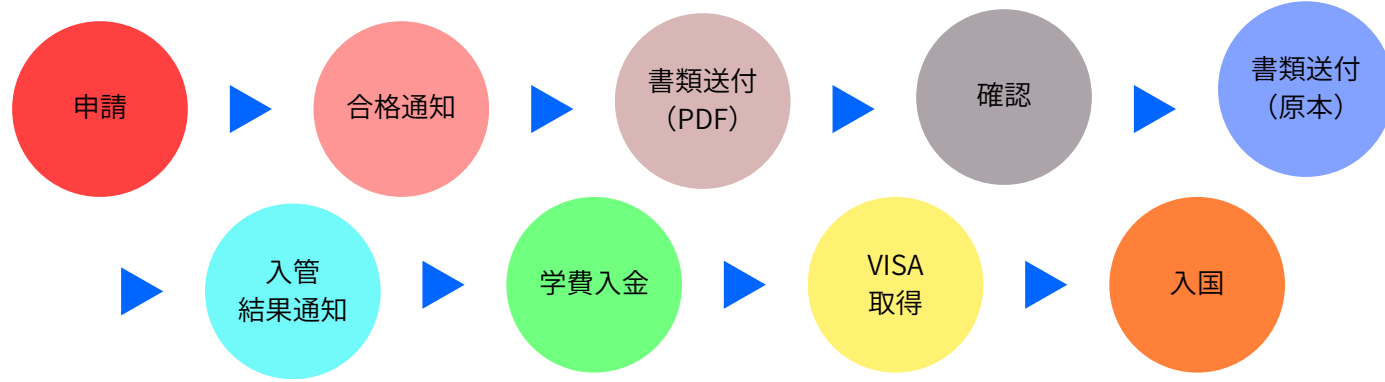 申請
合格通知
書類送付
（PDF）
確認
書類送付
（原本）
入管
結果通知
学費入金
VISA
取得
入国